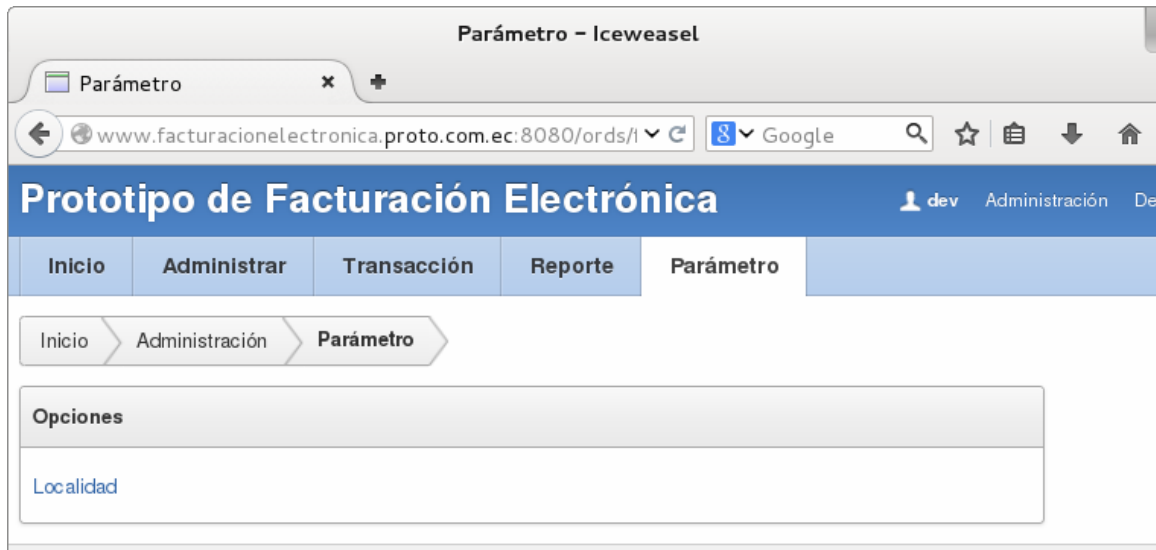 Parámetro – Iceweasel
Parámetro
www.facturacionelectronica.proto.com.ec:8080/ords/ Google
Prototipo de Facturación Electrónica dev Administración De
Inicio Administrar Transacción Reporte Parámetro
Inicio Administración Parámetro
Opciones
Localidad